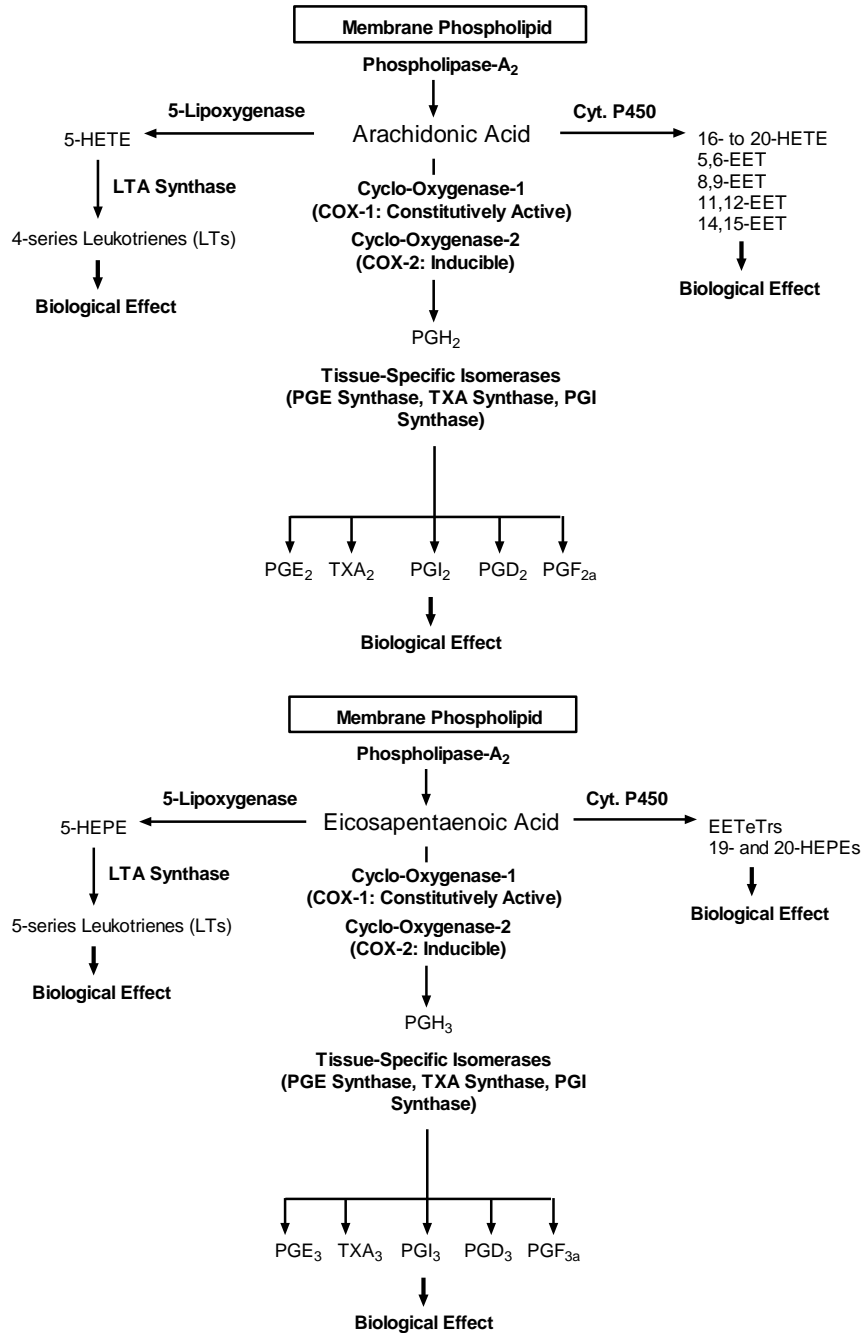 Membrane Phospholipid
Phospholipase-A₂
5-Lipoxygenase
Cyt. P450
5-HETE
Arachidonic Acid
16- to 20-HETE
5,6-EET
8,9-EET
11,12-EET
14,15-EET
LTA Synthase
Cyclo-Oxygenase-1
(COX-1: Constitutively Active)
4-series Leukotrienes (LTs)
Cyclo-Oxygenase-2
(COX-2: Inducible)
Biological Effect
Biological Effect
PGH₂
Tissue-Specific Isomerases
(PGE Synthase, TXA Synthase, PGI
Synthase)
PGE₂ TXA₂ PGI₂ PGD₂ PGF₂ₐ
Biological Effect
Membrane Phospholipid
Phospholipase-A₂
5-Lipoxygenase
Cyt. P450
5-HEPE
Eicosapentaenoic Acid
EETeTrs
19- and 20-HEPEs
LTA Synthase
Cyclo-Oxygenase-1
(COX-1: Constitutively Active)
Biological Effect
5-series Leukotrienes (LTs)
Cyclo-Oxygenase-2
(COX-2: Inducible)
Biological Effect
PGH₃
Tissue-Specific Isomerases
(PGE Synthase, TXA Synthase, PGI
Synthase)
PGE₃ TXA₃ PGI₃ PGD₃ PGF₃ₐ
Biological Effect